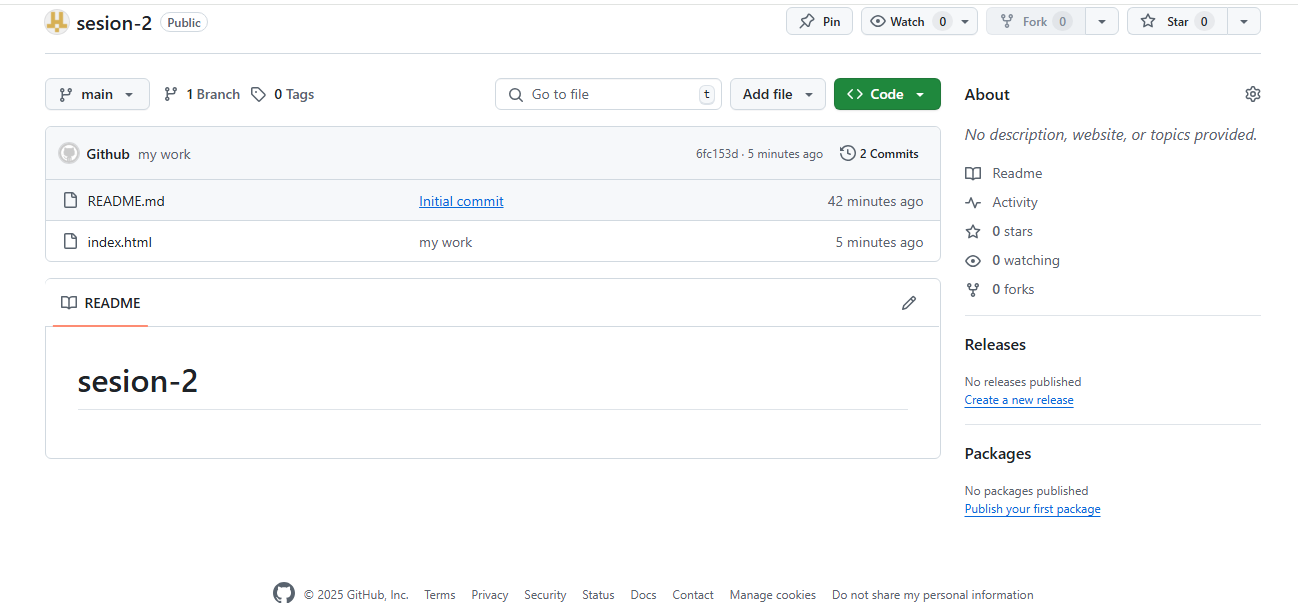 sesion-2 Public Pin Watch 0 Fork 0 Star 0
main 1 Branch 0 Tags Go to file t Add file Code
Github my work 6fc153d · 5 minutes ago 2 Commits
README.md Initial commit 42 minutes ago
index.html my work 5 minutes ago
README
sesion-2
About
No description, website, or topics provided.
Readme
Activity
0 stars
0 watching
0 forks
Releases
No releases published
Create a new release
Packages
No packages published
Publish your first package
© 2025 GitHub, Inc. Terms Privacy Security Status Docs Contact Manage cookies Do not share my personal information